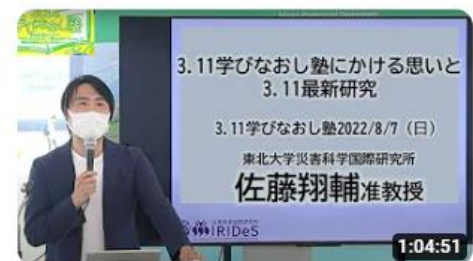 3.11学びなおし塾にかける思いと
3.11最新研究
3.11学びなおし塾2022/8/7（日）
東北大学災害科学国際研究所
佐藤翔輔准教授
IRIDeS
1:04:51